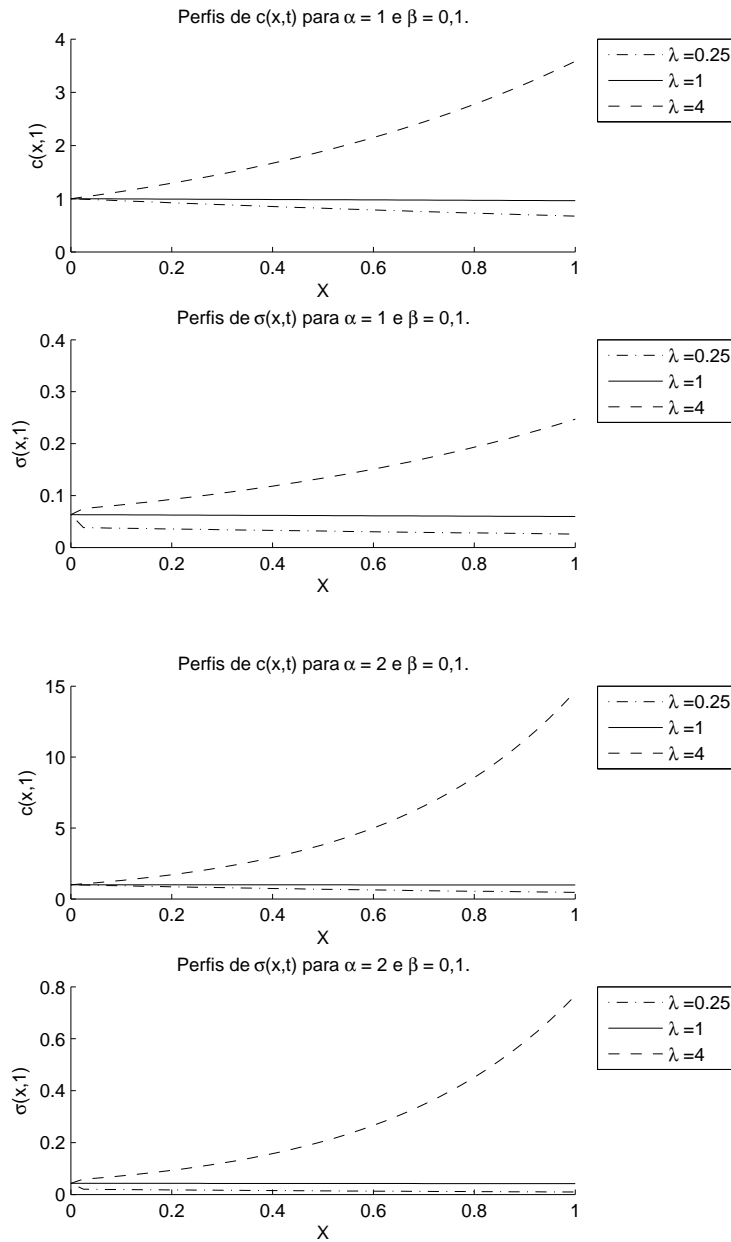 Perfis de c(x,t) para α = 1 e β = 0,1.
c(x,1)
4
3
2
1
0
0 0.2 0.4 0.6 0.8 1
X
λ =0.25
λ =1
λ =4
Perfis de σ(x,t) para α = 1 e β = 0,1.
σ(x,1)
0.4
0.3
0.2
0.1
0
0 0.2 0.4 0.6 0.8 1
X
λ =0.25
λ =1
λ =4
Perfis de c(x,t) para α = 2 e β = 0,1.
c(x,1)
15
10
5
0
0 0.2 0.4 0.6 0.8 1
X
λ =0.25
λ =1
λ =4
Perfis de σ(x,t) para α = 2 e β = 0,1.
σ(x,1)
0.8
0.6
0.4
0.2
0
0 0.2 0.4 0.6 0.8 1
X
λ =0.25
λ =1
λ =4